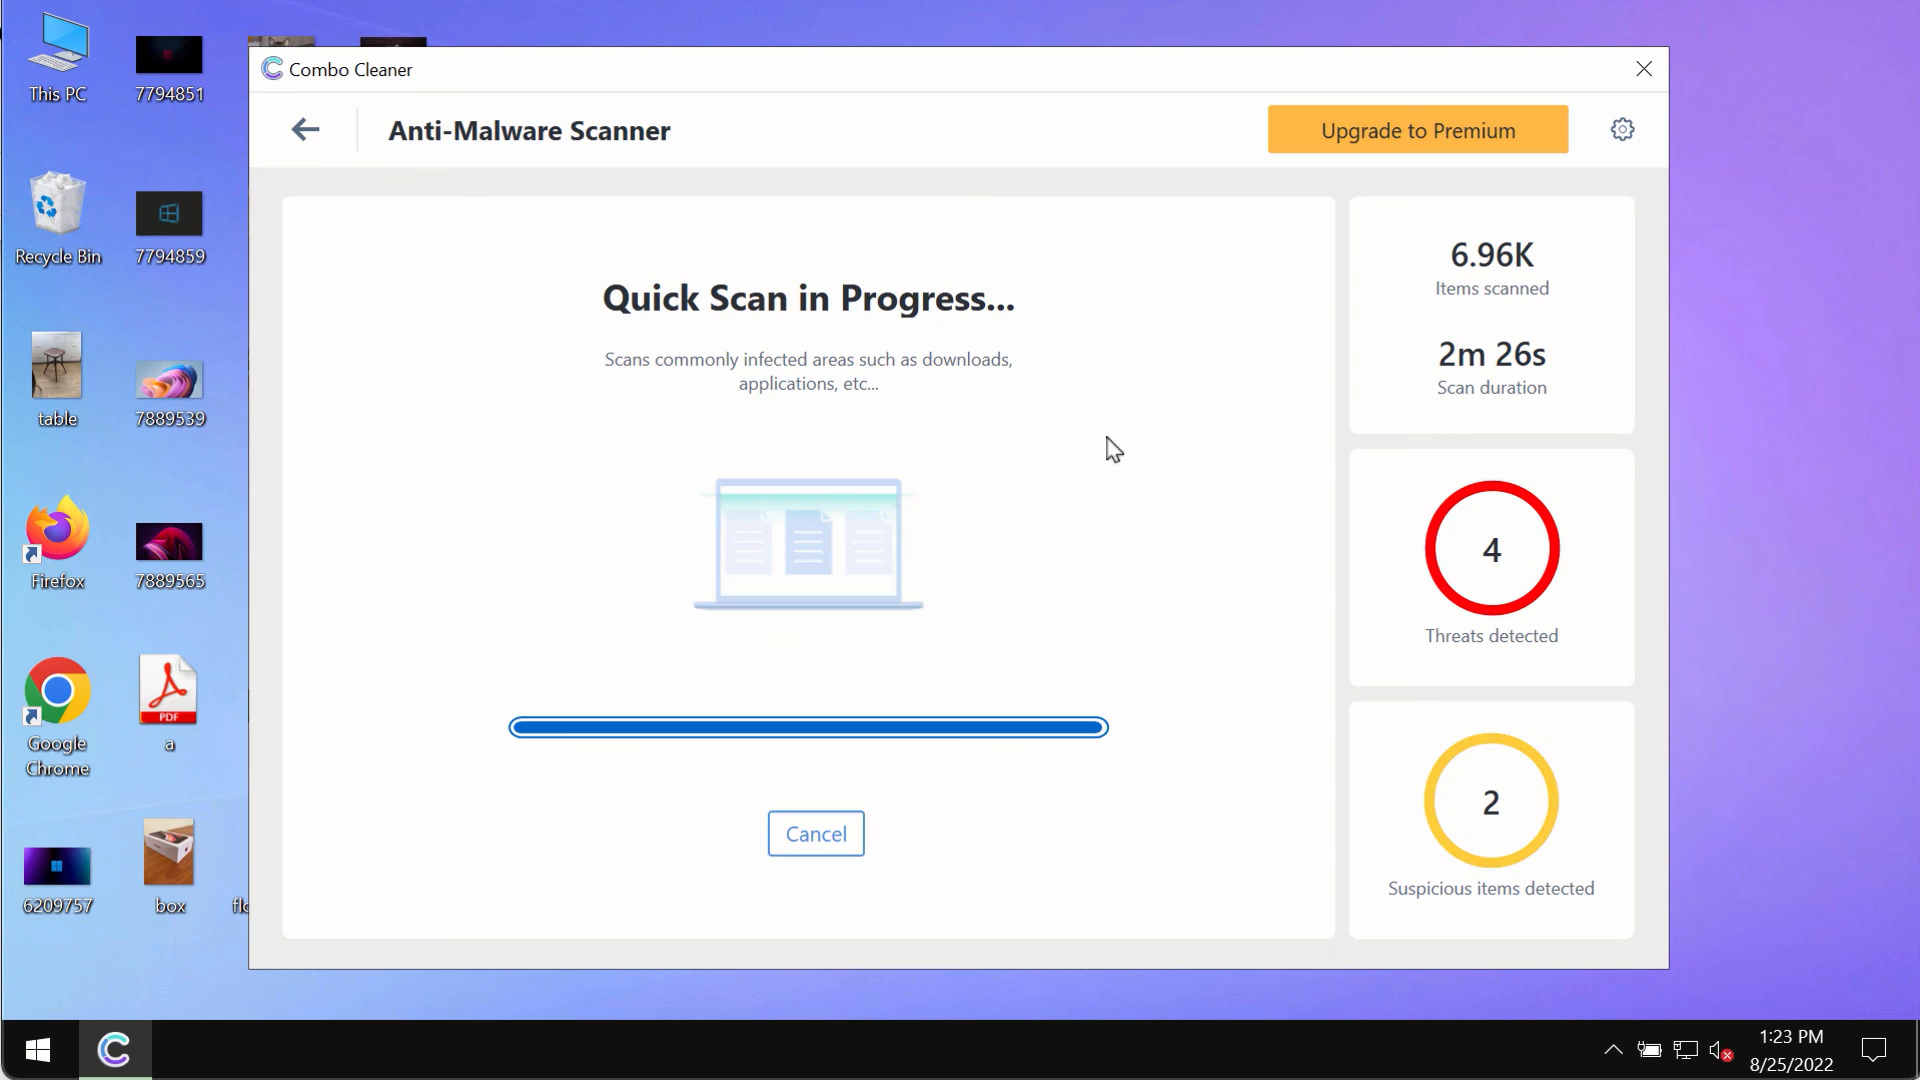 This PC
7794851
Recycle Bin
7794859
table
7889539
Firefox
7889565
Google
Chrome
PDF
a
6209757
box
Combo Cleaner
Anti-Malware Scanner
Upgrade to Premium
Quick Scan in Progress...
Scans commonly infected areas such as downloads,
applications, etc...
Cancel
6.96K
Items scanned
2m 26s
Scan duration
4
Threats detected
2
Suspicious items detected
1:23 PM
8/25/2022